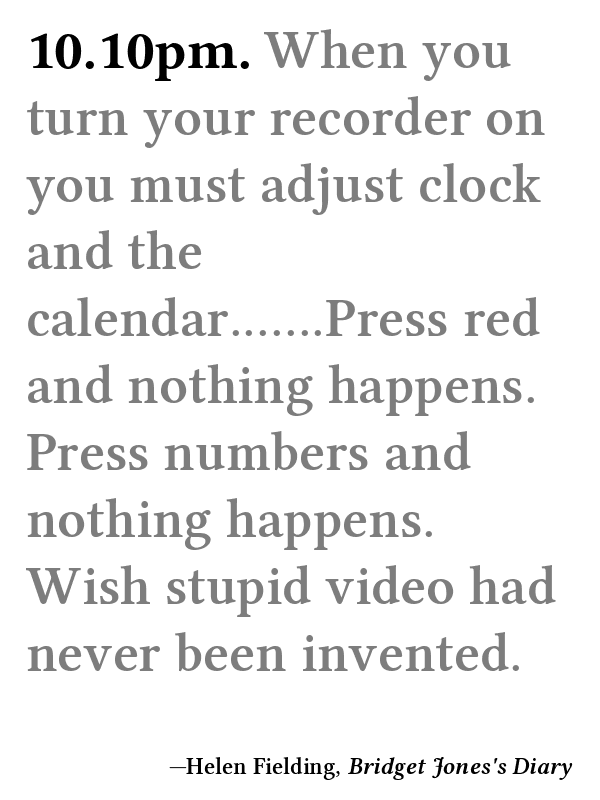 10.10pm. When you
turn your recorder on
you must adjust clock
and the
calendar.......Press red
and nothing happens.
Press numbers and
nothing happens.
Wish stupid video had
never been invented.
—Helen Fielding, Bridget Jones's Diary